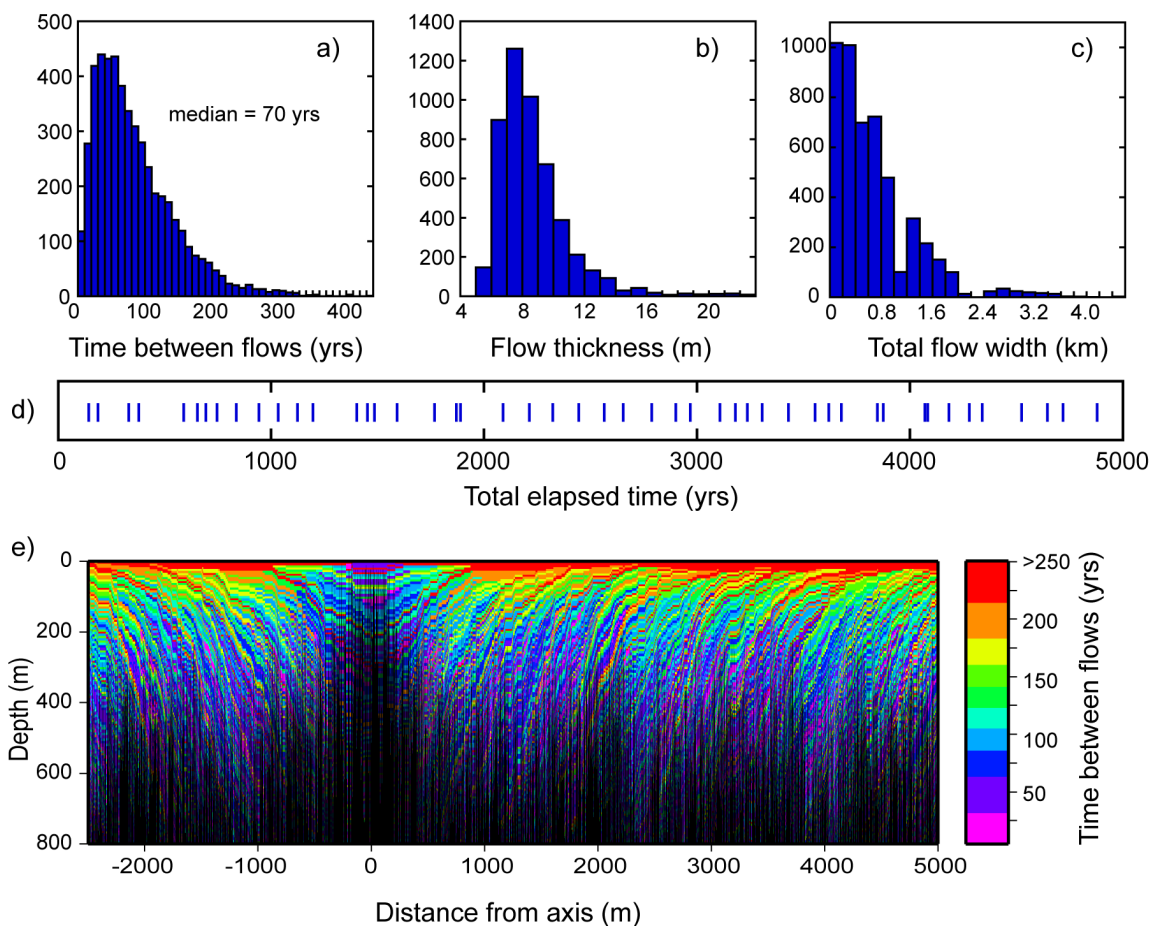 500
400
300
200
100
0
0 100 200 300 400
a)
median = 70 yrs
Time between flows (yrs)
1400
1200
1000
800
600
400
200
0
4 8 12 16 20
b)
Flow thickness (m)
1000
800
600
400
200
0
0 0.8 1.6 2.4 3.2 4.0
c)
Total flow width (km)
d)
0 1000 2000 3000 4000 5000
Total elapsed time (yrs)
e)
0
200
400
600
800
Depth (m)
-2000 -1000 0 1000 2000 3000 4000 5000
Distance from axis (m)
>250
200
150
100
50
Time between flows (yrs)